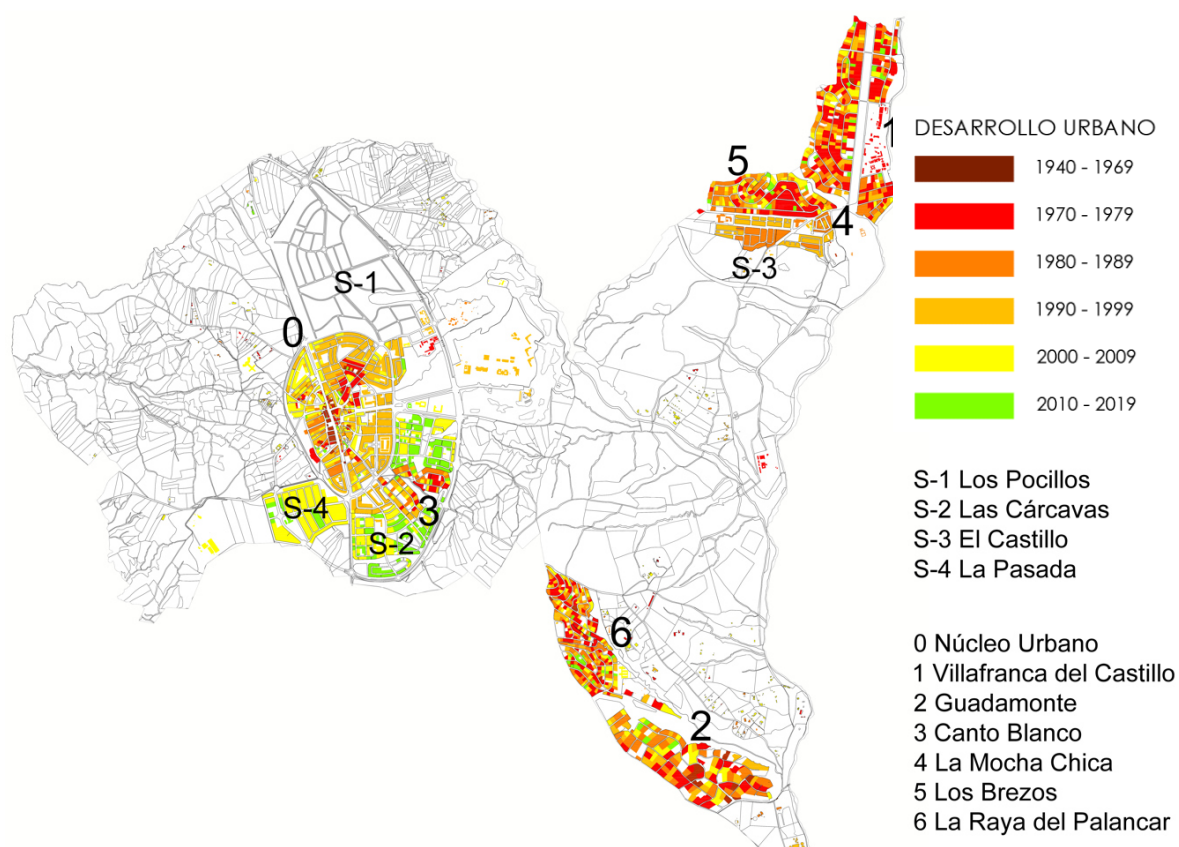 5
1
DESARROLLO URBANO
1940 - 1969
1970 - 1979
1980 - 1989
1990 - 1999
2000 - 2009
2010 - 2019
4
S-3
S-1
0
S-4
3
S-2
6
2
S-1 Los Pocillos
S-2 Las Cárcavas
S-3 El Castillo
S-4 La Pasada
0 Núcleo Urbano
1 Villafranca del Castillo
2 Guadamonte
3 Canto Blanco
4 La Mocha Chica
5 Los Brezos
6 La Raya del Palancar